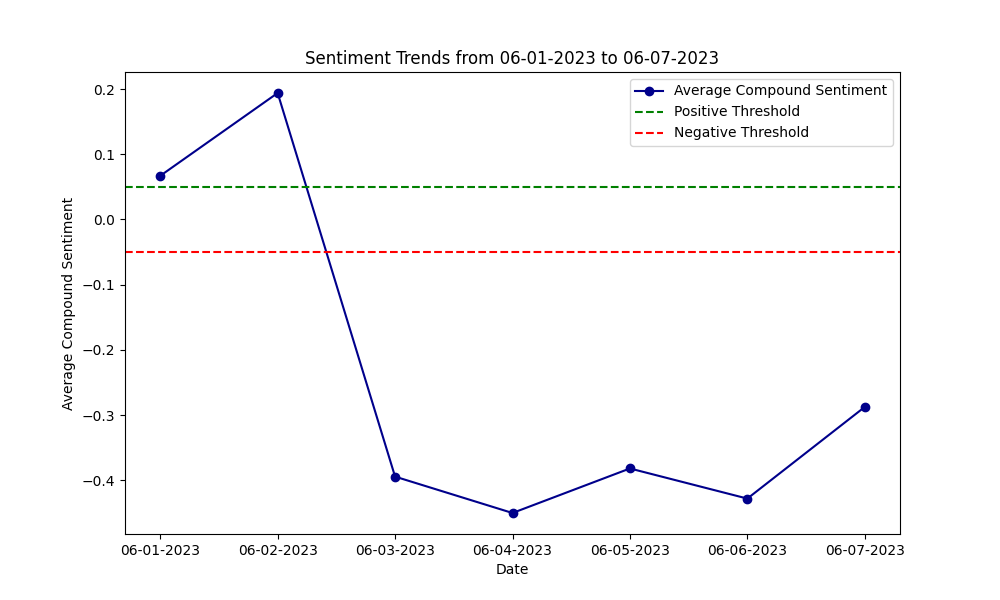 Sentiment Trends from 06-01-2023 to 06-07-2023
Average Compound Sentiment
Positive Threshold
Negative Threshold
Average Compound Sentiment
0.2
0.1
0.0
−0.1
−0.2
−0.3
−0.4
06-01-2023 06-02-2023 06-03-2023 06-04-2023 06-05-2023 06-06-2023 06-07-2023
Date